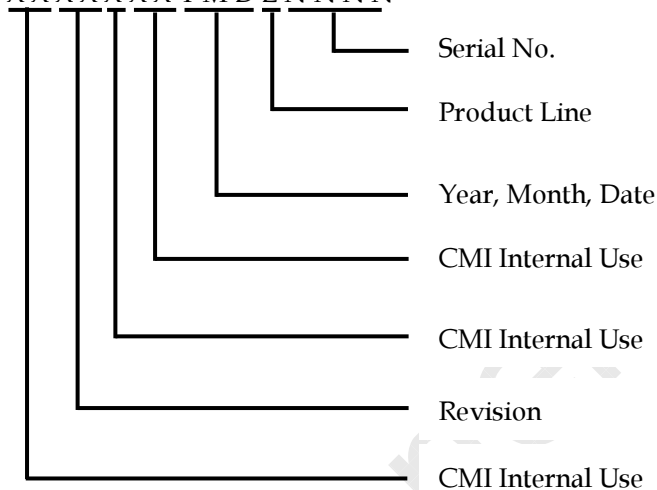 Serial No.
Product Line
Year, Month, Date
CMI Internal Use
CMI Internal Use
Revision
CMI Internal Use